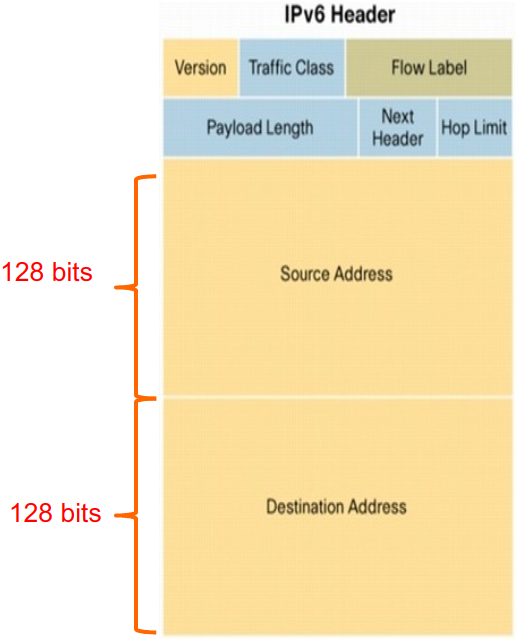 IPv6 Header
Version Traffic Class Flow Label
Payload Length Next Header Hop Limit
128 bits
Source Address
128 bits
Destination Address